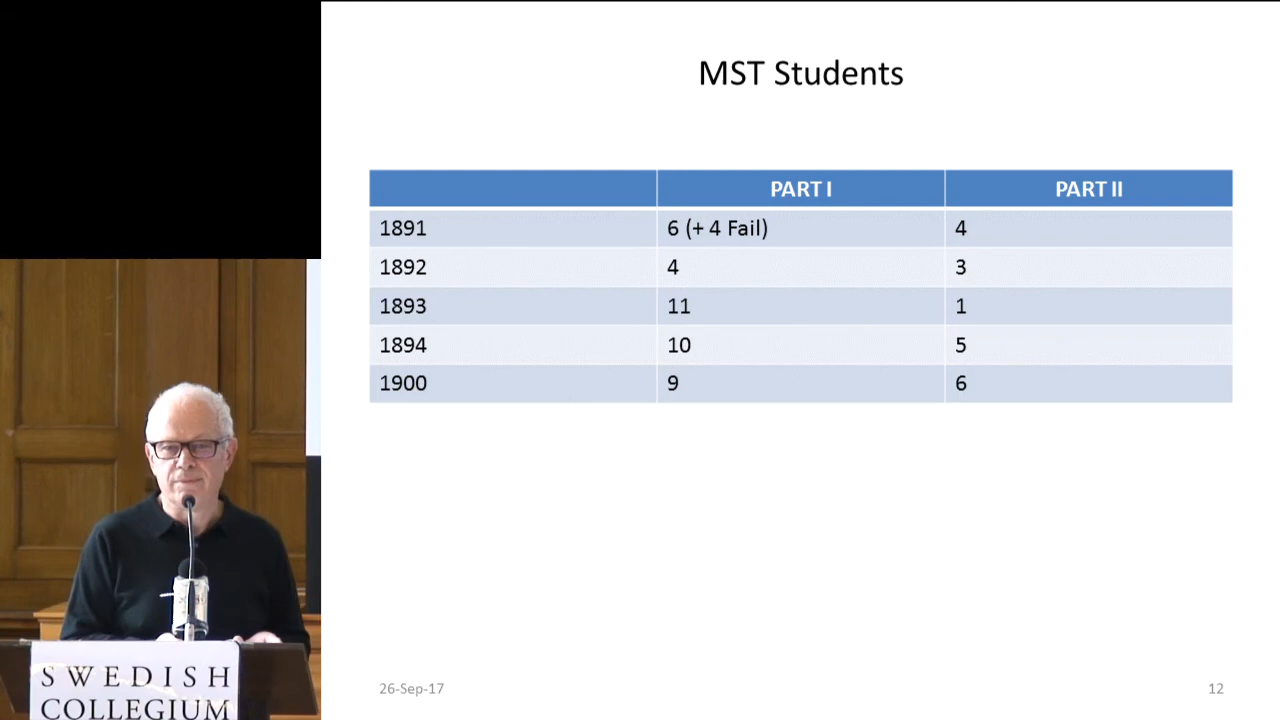 MST Students
PART I PART II
1891 6 (+ 4 Fail) 4
1892 4 3
1893 11 1
1894 10 5
1900 9 6
26-Sep-17 12
SWEDISH
COLLEGIUM